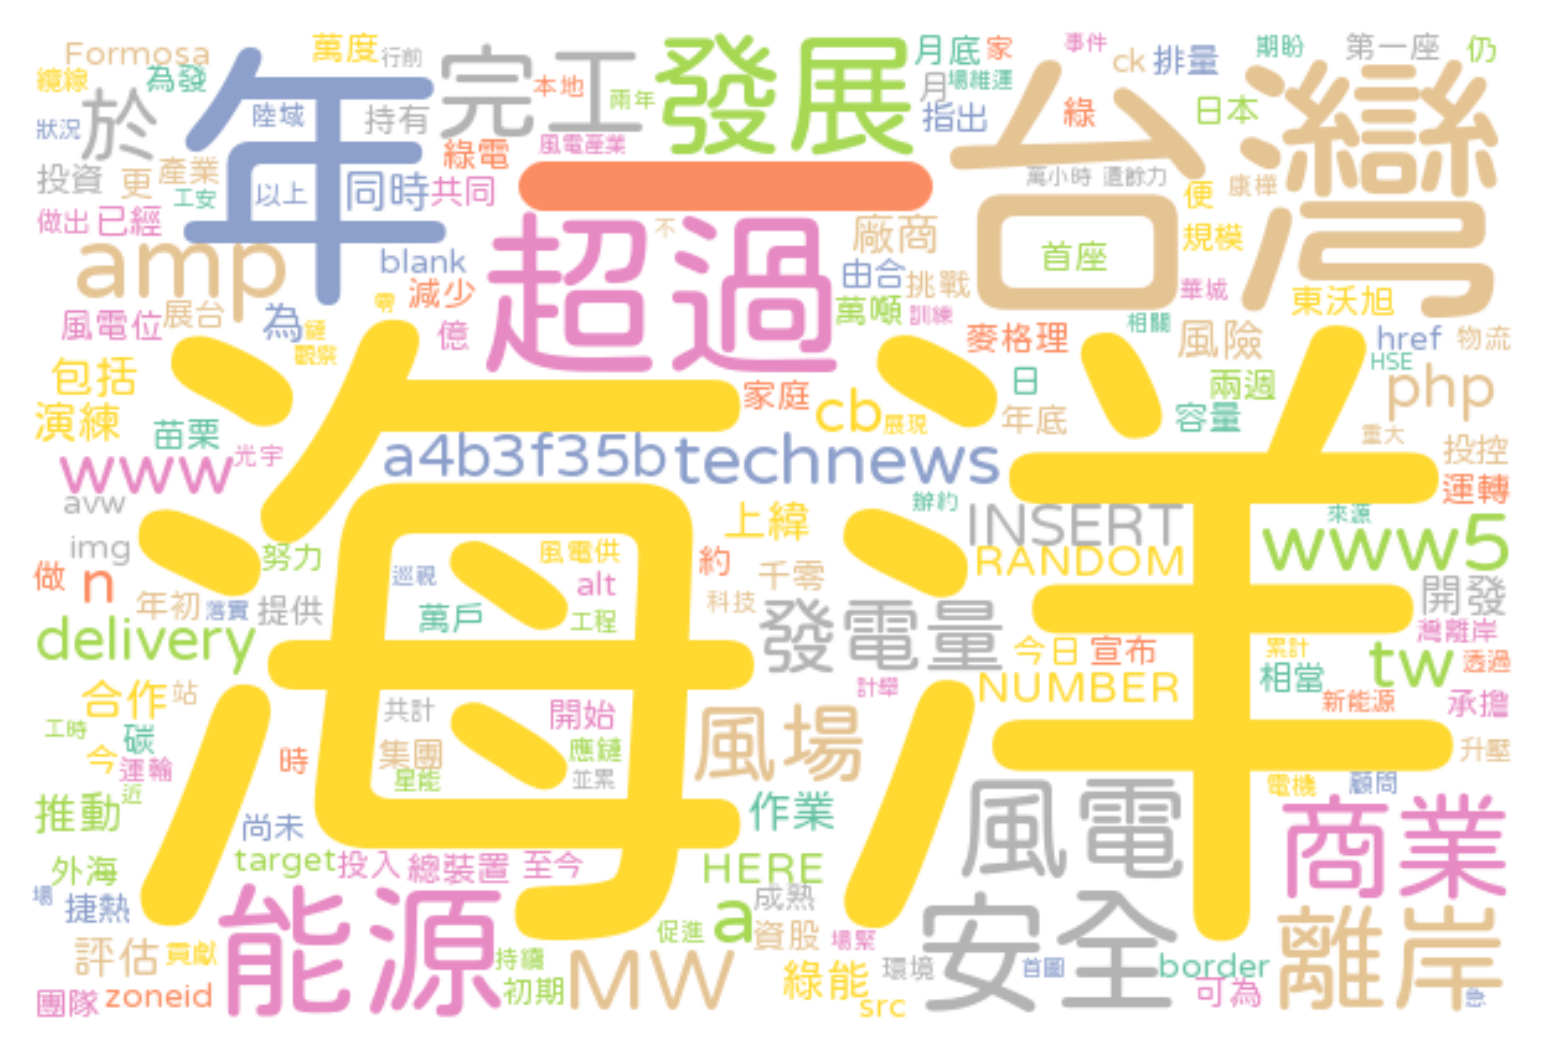 Formosa
萬度
行前
完工
發展
月底
家
事件
ck
排量
期盼
第一座
仍
纜線
為發
年
本地
兩年
月
場維運
台灣
狀況
於
陸域
持有
風電產業
指出
綠
日本
綠電
一
投資
更
產業
工安
以上
同時
共同
萬小時
遺餘力
便
康樺
做出
已經
超過
不
廠商
首座
規模
amp
blank
由合
挑戰
華城
減少
零
萬噸
訓練
東沃旭
風電位
展台
為
鏈
億
相關
觀察
麥格理
風險
href
物流
HSE
包括
海洋
家庭
日
兩週
php
演練
苗栗
cb
展現
年底
容量
重大
投控
www
光宇
a4b3f35b
technews
運轉
avw
上緯
辦約
INSERT
來源
www5
img
努力
風電供
RANDOM
做
n
巡視
alt
約
千零
開發
年初
落實
提供
萬戶
工程
科技
發電量
灣離岸
delivery
今日
宣布
累計
相當
tw
透過
合作
站
計舉
NUMBER
新能源
承擔
共計
開始
風場
工時
碳
集團
應鏈
升壓
今
運輸
時
星能
並累
電機
顧問
近
推動
尚未
作業
風電
商業
外海
target
投入
總裝置
至今
HERE
場
捷熱
能源
成熟
a
安全
離岸
評估
貢獻
促進
資股
場緊
持續
MW
綠能
環境
首圖
border
團隊
zoneid
初期
src
可為
急